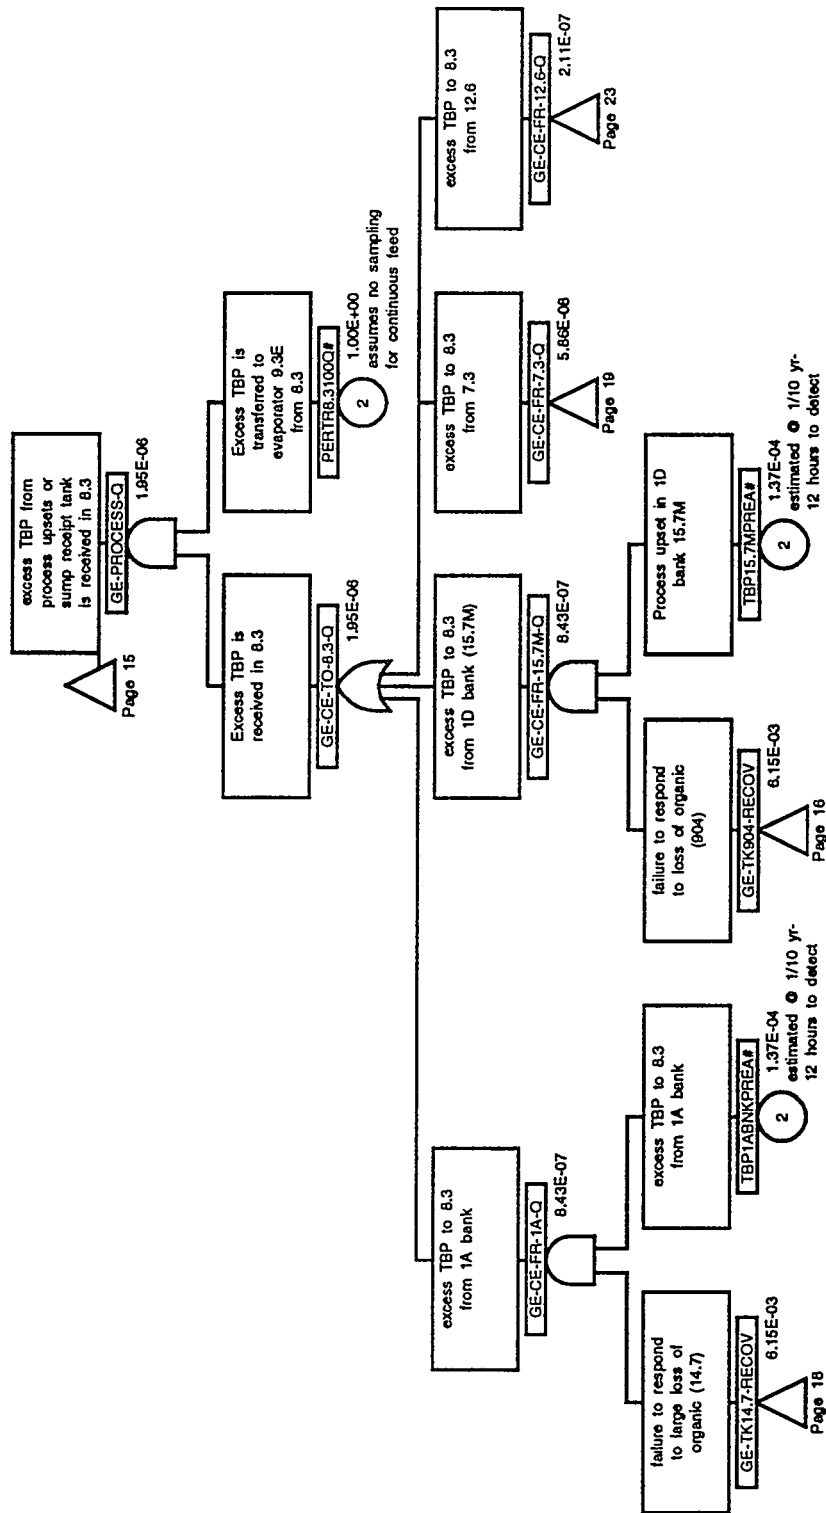 excess TBP from
process upsets or
sump receipt tank
is received in 8.3
GE-PROCESS-Q
1.95E-06
Page 15
Excess TBP is
received in 8.3
GE-CE-TO-8.3-Q
1.95E-06
Excess TBP is
transferred to
evaporator 9.3E
from 8.3
PERTR8.3100Q#
2
1.00E+00
assumes no sampling
for continuous feed
excess TBP to 8.3
from 1A bank
GE-CE-FR-1A-Q
8.43E-07
excess TBP to 8.3
from 1D bank (15.7M)
GE-CE-FR-15.7M-Q
8.43E-07
excess TBP to 8.3
from 7.3
GE-CE-FR-7.3-Q
5.86E-08
Page 19
excess TBP to 8.3
from 12.6
GE-CE-FR-12.6-Q
2.11E-07
Page 23
failure to respond
to large loss of
organic (14.7)
GE-TK14.7-RECOV
6.15E-03
Page 18
excess TBP to 8.3
from 1A bank
TBP1ABNKPREA#
2
1.37E-04
estimated @ 1/10 yr-
12 hours to detect
failure to respond
to loss of organic
(904)
GE-TK904-RECOV
6.15E-03
Page 16
Process upset in 1D
bank 15.7M
TBP15.7MPREA#
2
1.37E-04
estimated @ 1/10 yr-
12 hours to detect